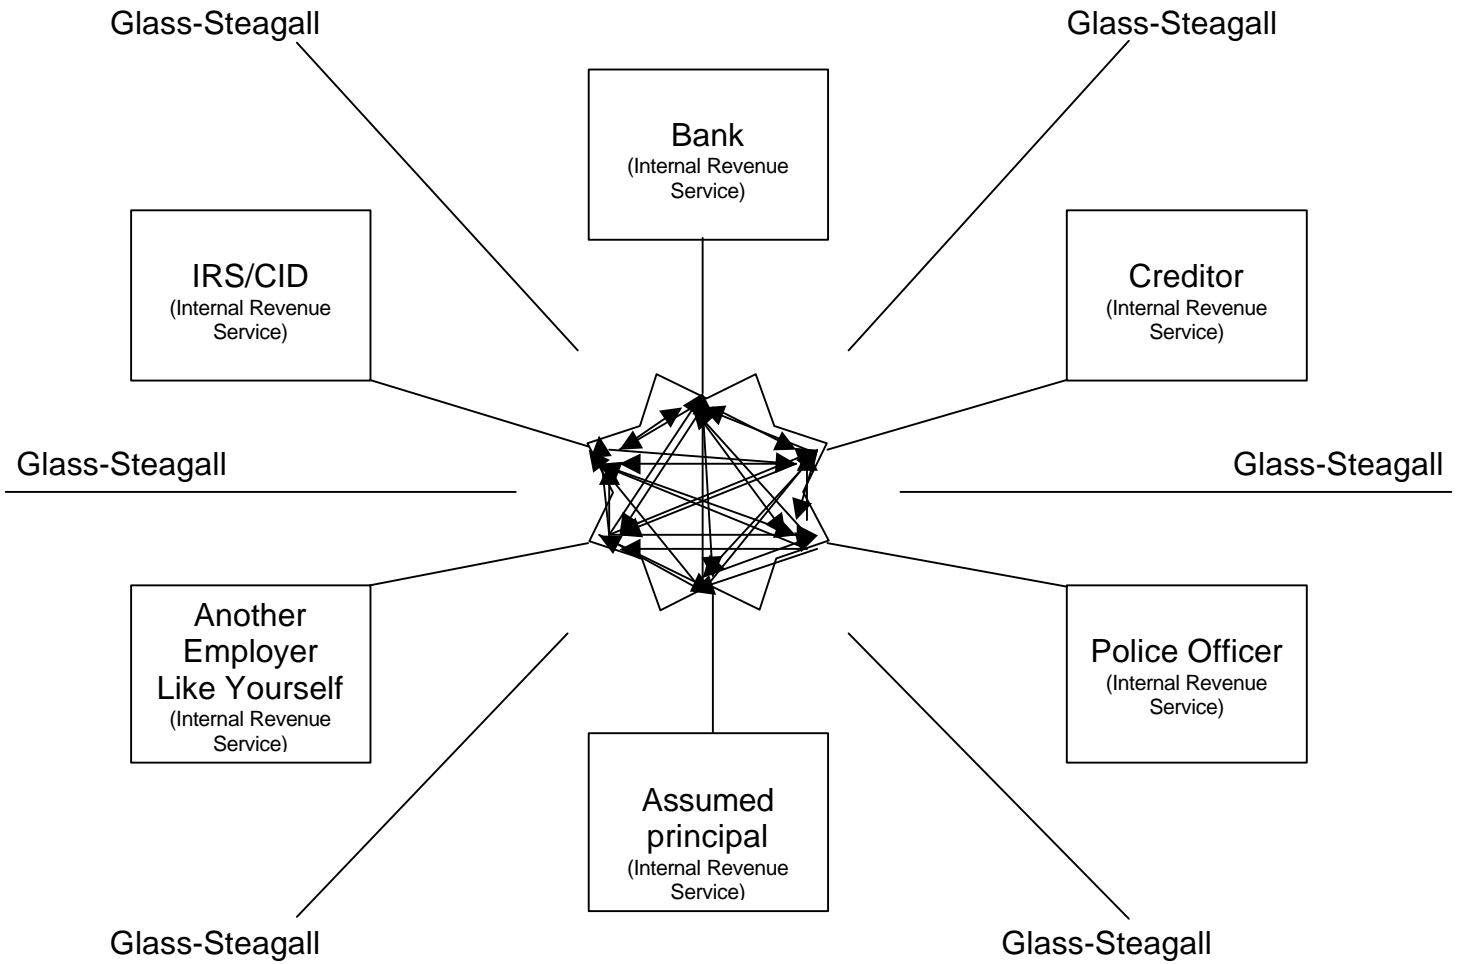 Glass-Steagall
Glass-Steagall
Bank
(Internal Revenue
Service)
IRS/CID
(Internal Revenue
Service)
Creditor
(Internal Revenue
Service)
Glass-Steagall
Glass-Steagall
Another
Employer
Like Yourself
(Internal Revenue
Service)
Police Officer
(Internal Revenue
Service)
Assumed
principal
(Internal Revenue
Service)
Glass-Steagall
Glass-Steagall